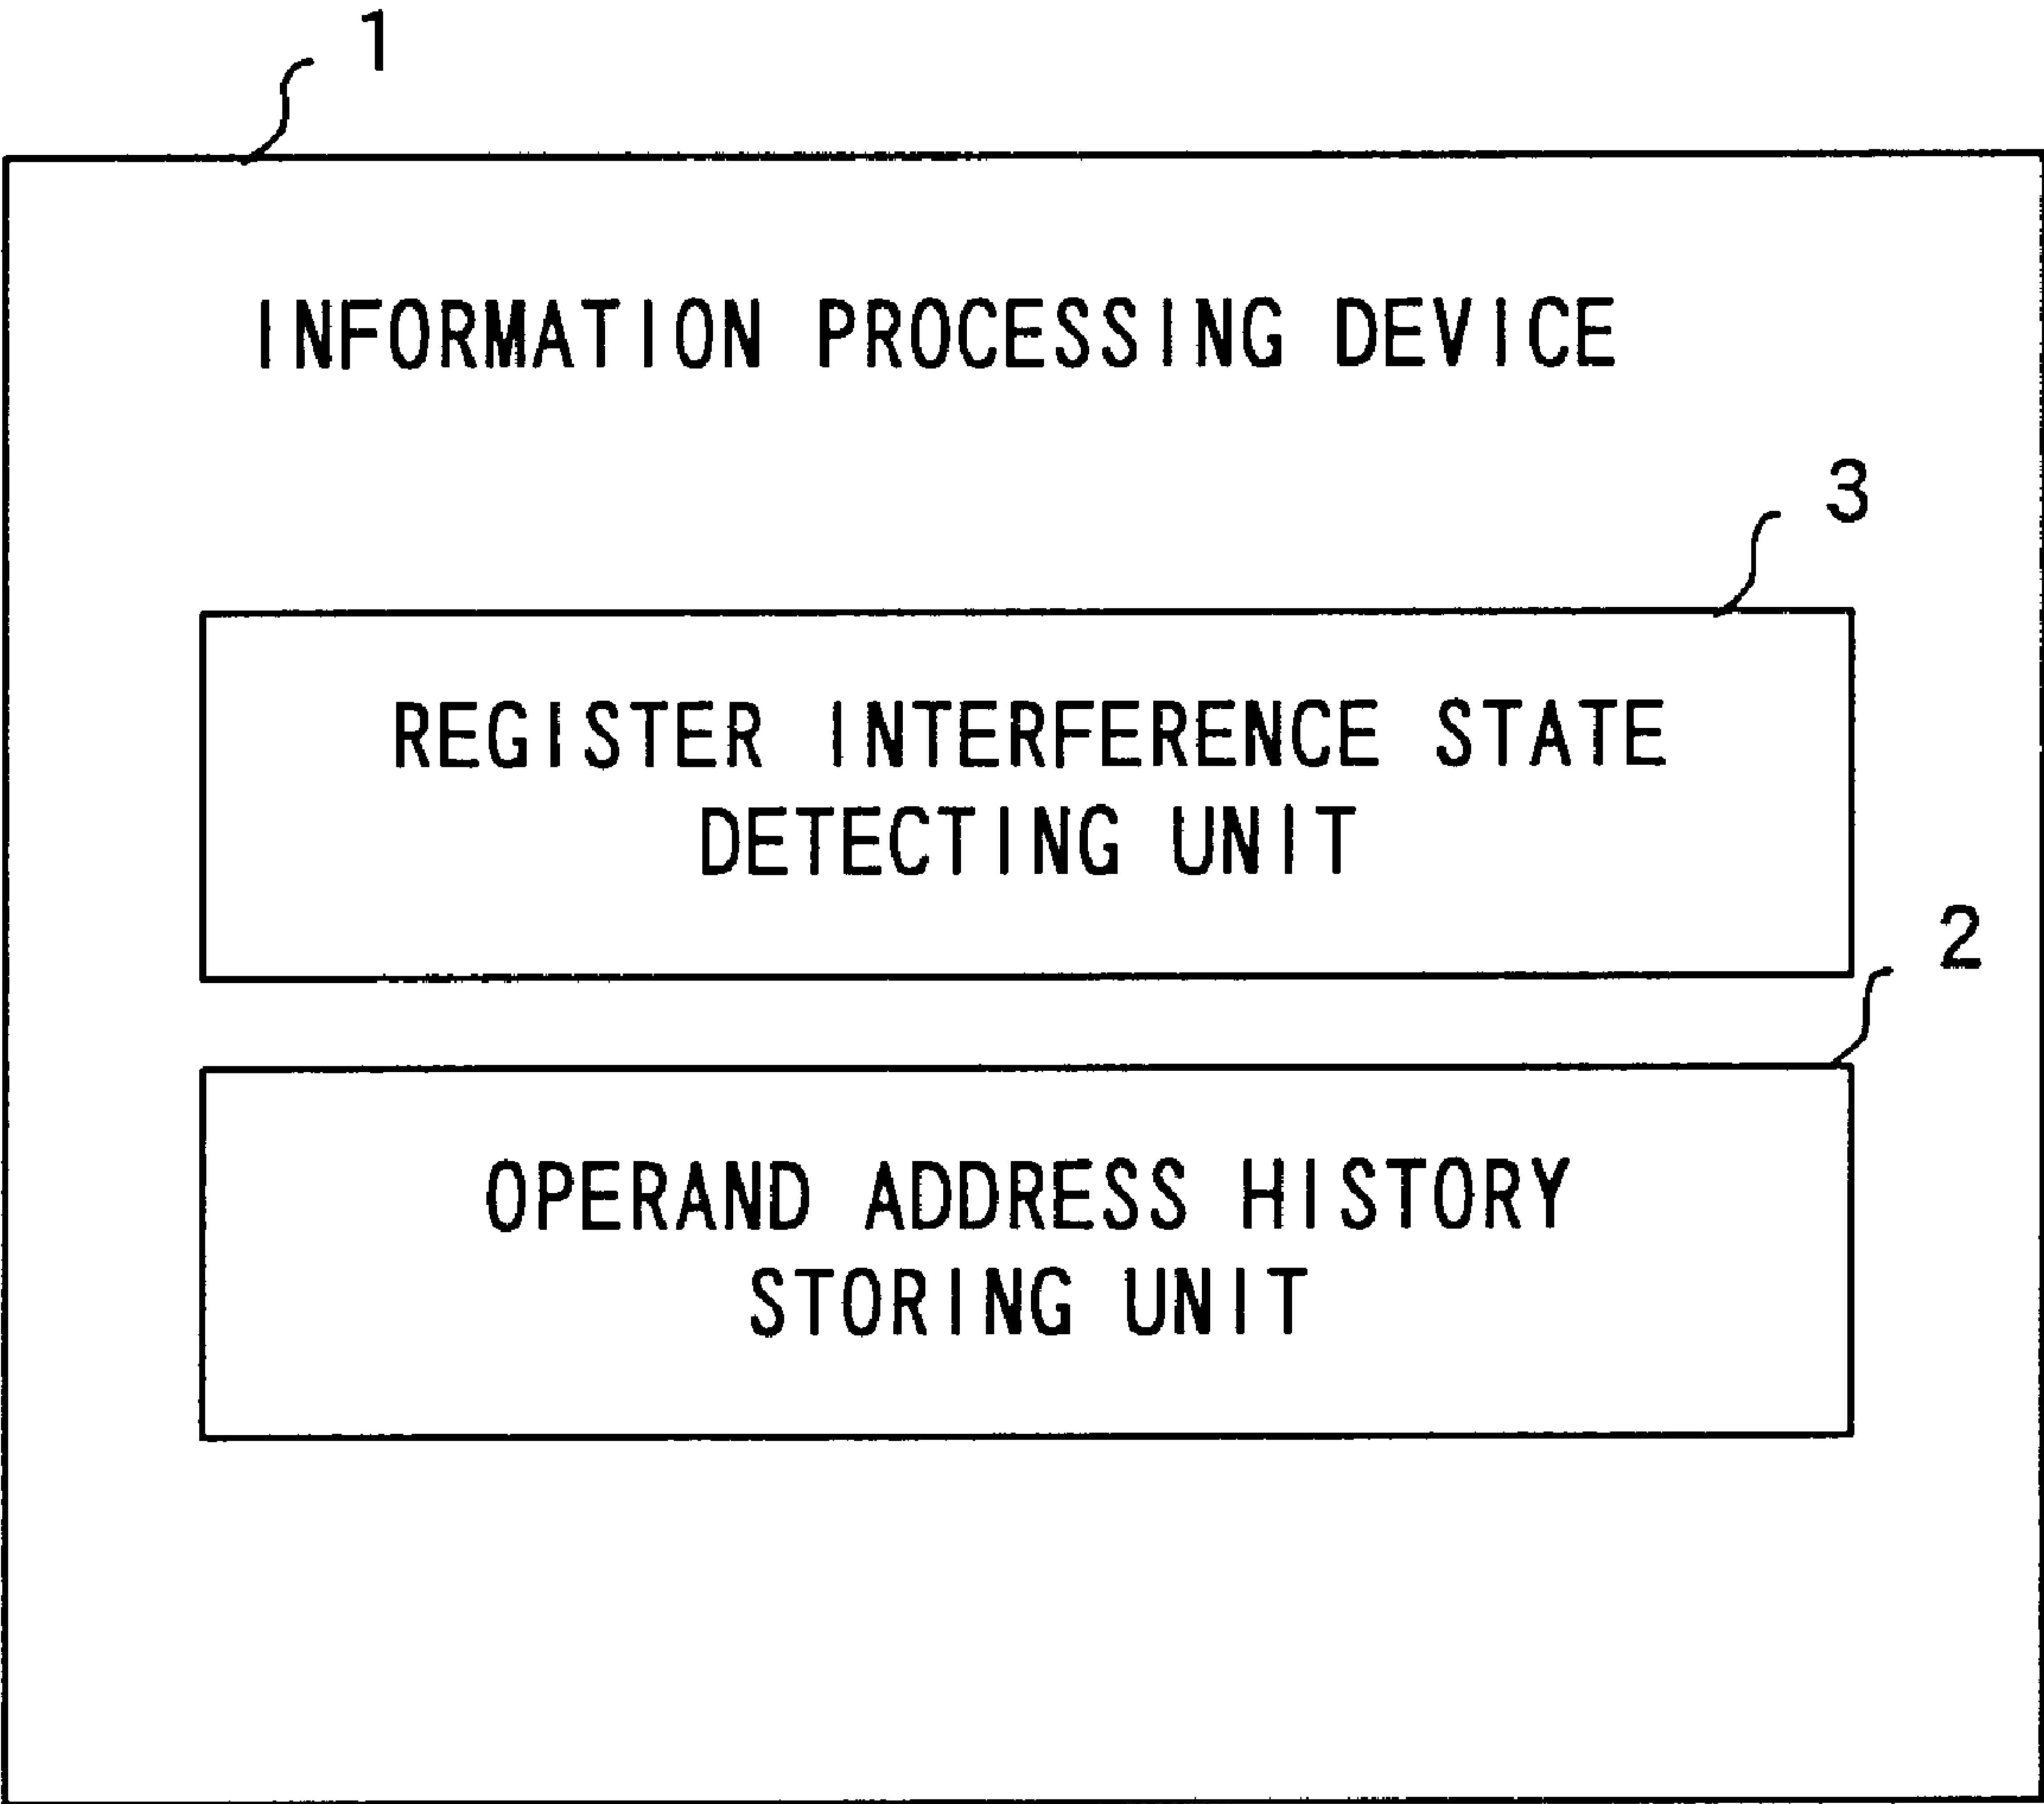 1
INFORMATION PROCESSING DEVICE
3
REGISTER INTERFERENCE STATE
DETECTING UNIT
2
OPERAND ADDRESS HISTORY
STORING UNIT